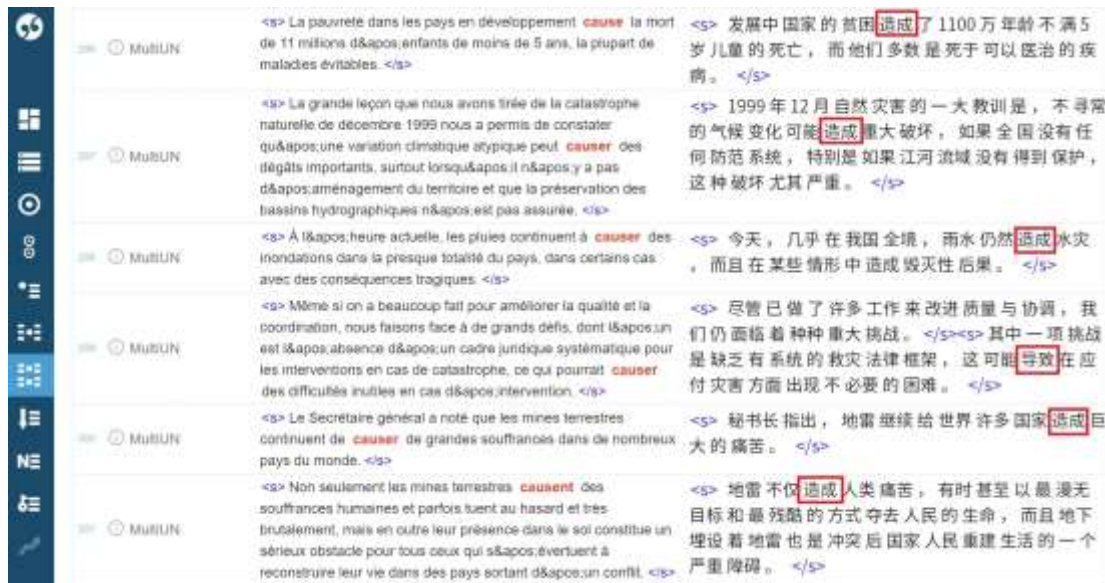 <s> La pauvreté dans les pays en développement cause la mort
de 11 millions d&apos;enfants de moins de 5 ans, la plupart de
maladies évitables. </s>
MultiUN
<s> 发展中国家的贫困造成了1100万年龄不满5
岁儿童的死亡，而他们多数是死于可以医治的疾
病。 </s>
<s> La grande leçon que nous avons tirée de la catastrophe
naturelle de décembre 1999 nous a permis de constater
qu&apos;une variation climatique atypique peut causer des
dégâts importants, surtout lorsqu&apos;il n&apos;y a pas
d&apos;aménagement du territoire et que la préservation des
bassins hydrographiques n&apos;est pas assurée. </s>
MultiUN
<s> 1999年12月自然灾害的一大教训是，不寻常
的气候变化可能造成重大破坏，如果全国没有任
何防范系统，特别是如果江河流域没有得到保护，
这种破坏尤其严重。 </s>
<s> À l&apos;heure actuelle, les pluies continuent à causer des
inondations dans la presque totalité du pays, dans certains cas
avec des conséquences tragiques. </s>
MultiUN
<s> 今天，几乎在我国全境，雨水仍然造成水灾
，而且在某些情形中造成毁灭性后果。 </s>
<s> Même si on a beaucoup fait pour améliorer la qualité et la
coordination, nous faisons face à de grands défis, dont l&apos;un
est l&apos;absence d&apos;un cadre juridique systématique pour
les interventions en cas de catastrophe, ce qui pourrait causer
des difficultés inutiles en cas d&apos;intervention. </s>
MultiUN
<s> 尽管已做了许多工作来改进质量与协调，我
们仍面临着种种重大挑战。 </s><s> 其中一项挑战
是缺乏有系统的救灾法律框架，这可能导致在应
付灾害方面出现不必要的困难。 </s>
<s> Le Secrétaire général a noté que les mines terrestres
continuent de causer de grandes souffrances dans de nombreux
pays du monde. </s>
MultiUN
<s> 秘书长指出，地雷继续给世界许多国家造成巨
大的痛苦。 </s>
<s> Non seulement les mines terrestres causent des
souffrances humaines et parfois tuent au hasard et très
brutalement, mais en outre leur présence dans le sol constitue un
sérieux obstacle pour tous ceux qui s&apos;évertuent à
reconstruire leur vie dans des pays sortant d&apos;un conflit. </s>
MultiUN
<s> 地雷不仅造成人类痛苦，有时甚至以最漫无
目标和最残酷的方式夺去人民的生命，而且地下
埋设着地雷也是冲突后国家人民重建生活的一个
严重障碍。 </s>